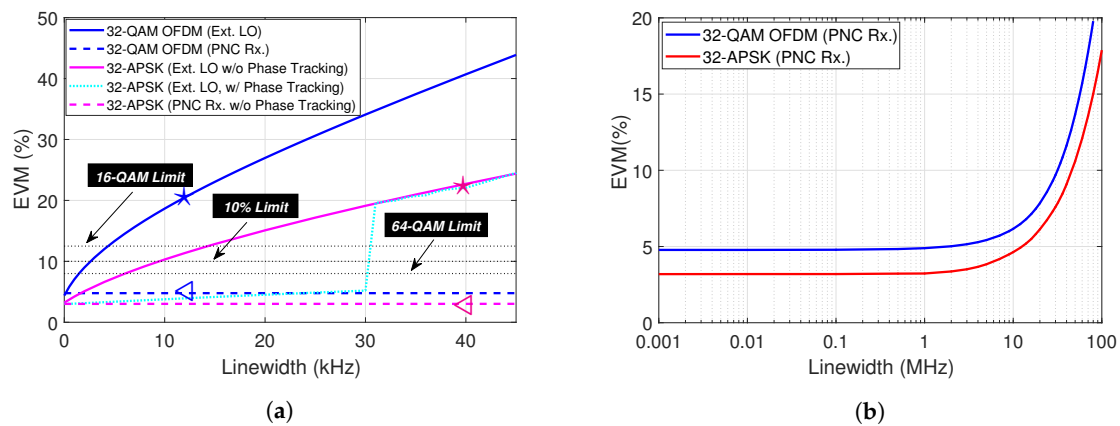 32-QAM OFDM (Ext. LO)
32-QAM OFDM (PNC Rx.)
32-APSK (Ext. LO w/o Phase Tracking)
32-APSK (Ext. LO, w/ Phase Tracking)
32-APSK (PNC Rx. w/o Phase Tracking)
16-QAM Limit
10% Limit
64-QAM Limit
50
40
30
20
10
0
EVM (%)
0 10 20 30 40
Linewidth (kHz)
(a)
32-QAM OFDM (PNC Rx.)
32-APSK (PNC Rx.)
20
15
10
5
0
EVM(%)
0.001 0.01 0.1 1 10 100
Linewidth (MHz)
(b)